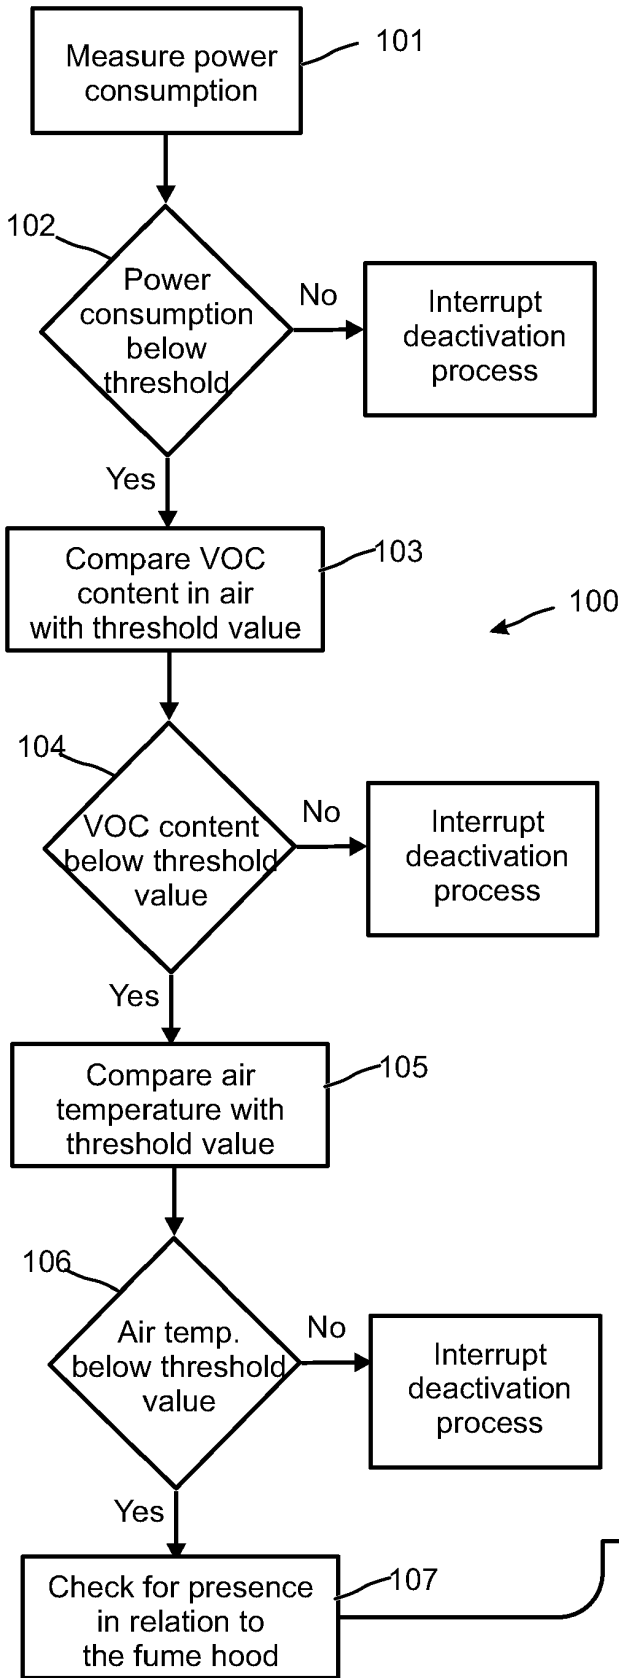 Measure power
consumption
101
102
Power
consumption
below
threshold
No
Interrupt
deactivation
process
Yes
Compare VOC
content in air
with threshold value
103
100
104
VOC content
below threshold
value
No
Interrupt
deactivation
process
Yes
Compare air
temperature with
threshold value
105
106
Air temp.
below threshold
value
No
Interrupt
deactivation
process
Yes
Check for presence
in relation to
the fume hood
107